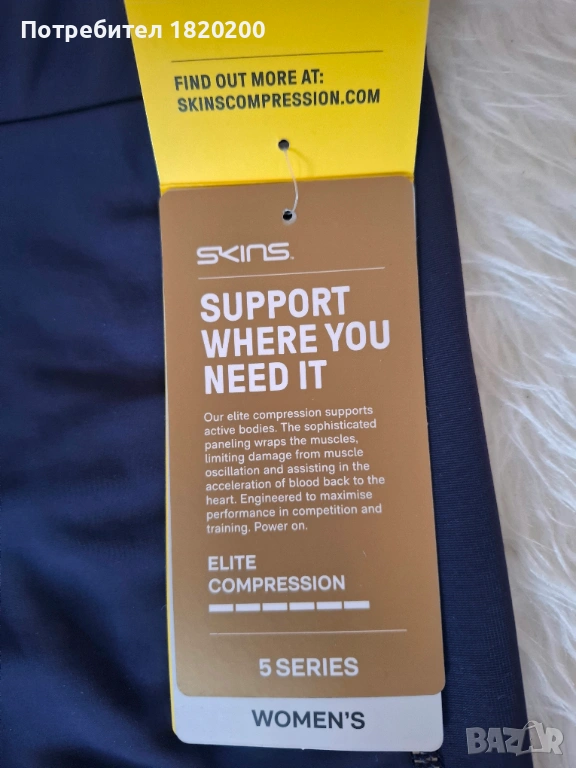 Потребител 1820200
FIND OUT MORE AT:
SKINSCOMPRESSION.COM
SKINS™
SUPPORT
WHERE YOU
NEED IT
Our elite compression supports
active bodies. The sophisticated
paneling wraps the muscles,
limiting damage from muscle
oscillation and assisting in the
acceleration of blood back to the
heart. Engineered to maximise
performance in competition and
training. Power on.
ELITE
COMPRESSION
5 SERIES
WOMEN'S
BAZAR